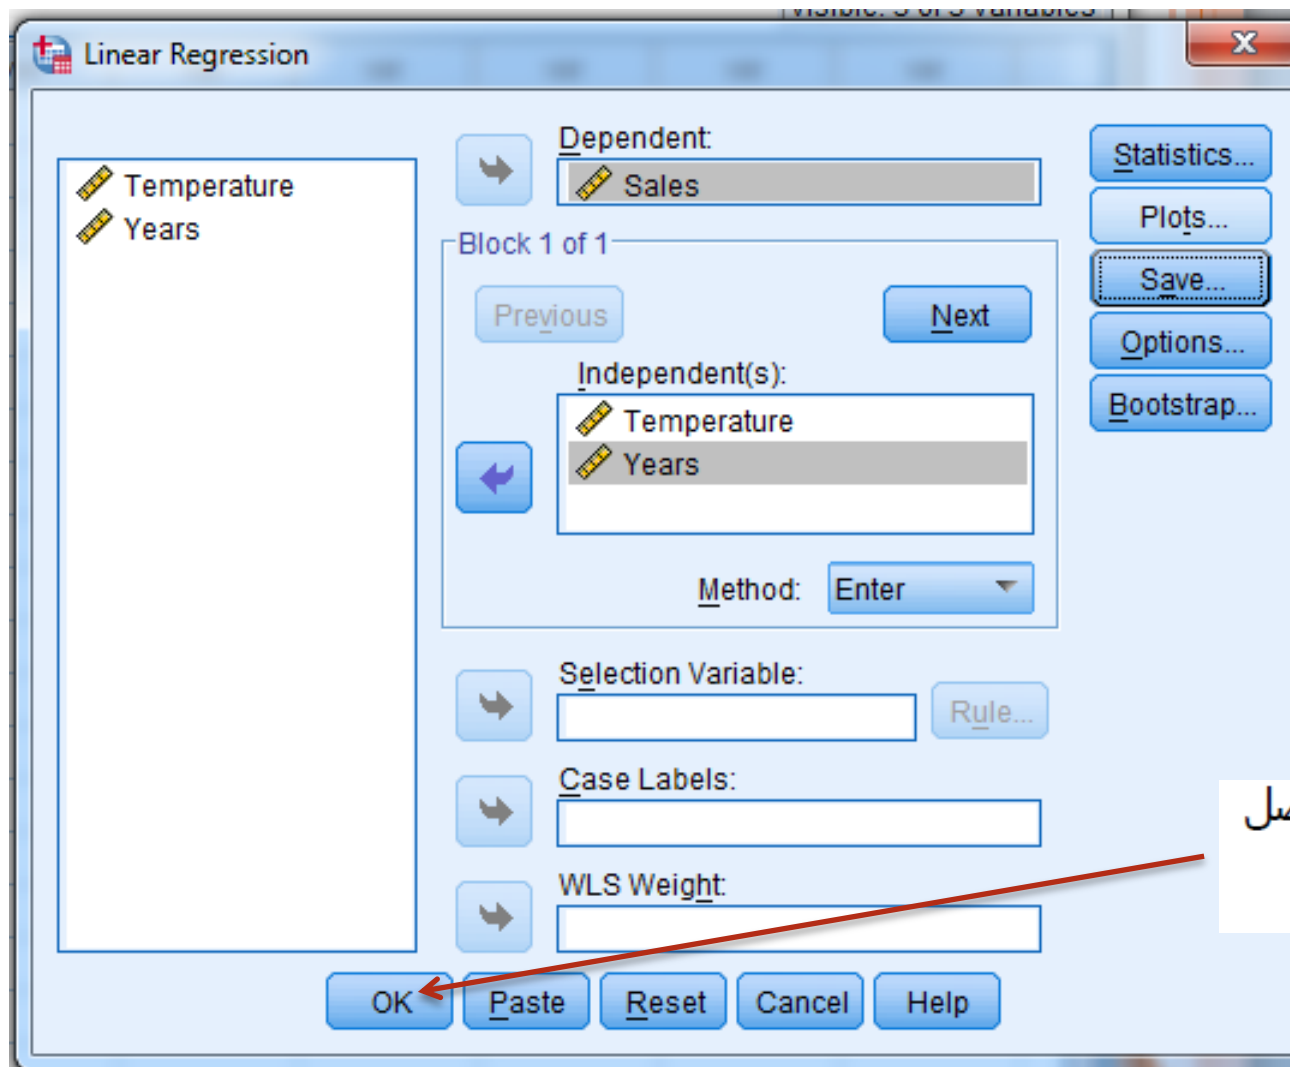 Linear Regression
X
Temperature
Years
Dependent:
Sales
Block 1 of 1
Previous
Next
Independent(s):
Temperature
Years
Method:
Enter
Selection Variable:
Rule...
Case Labels:
WLS Weight:
Statistics...
Plots...
Save...
Options...
Bootstrap...
OK
Paste
Reset
Cancel
Help